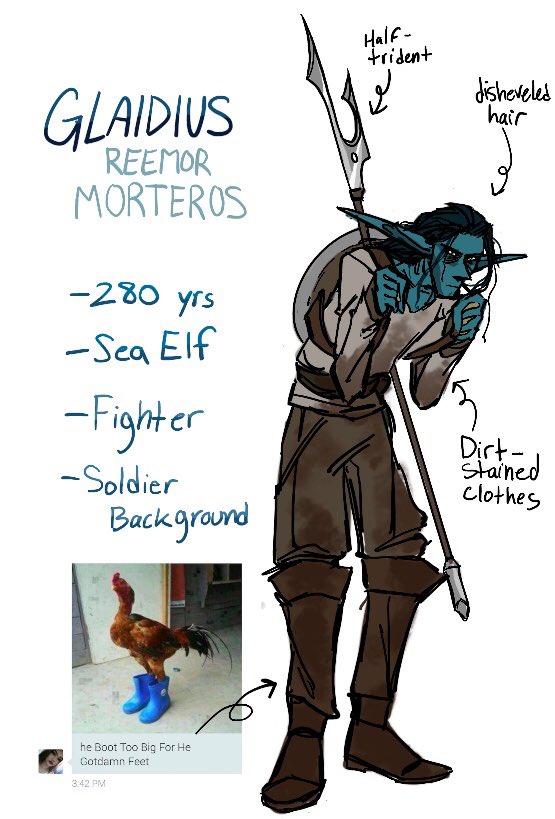 Half-
trident
disheveled
hair
GLAIDIUS
REEMOR
MORTEROS
-280 yrs
-Sea Elf
-Fighter
-Soldier
Background
Dirt-
stained
clothes
he Boot Too Big For He
Gotdamn Feet
3:42 PM